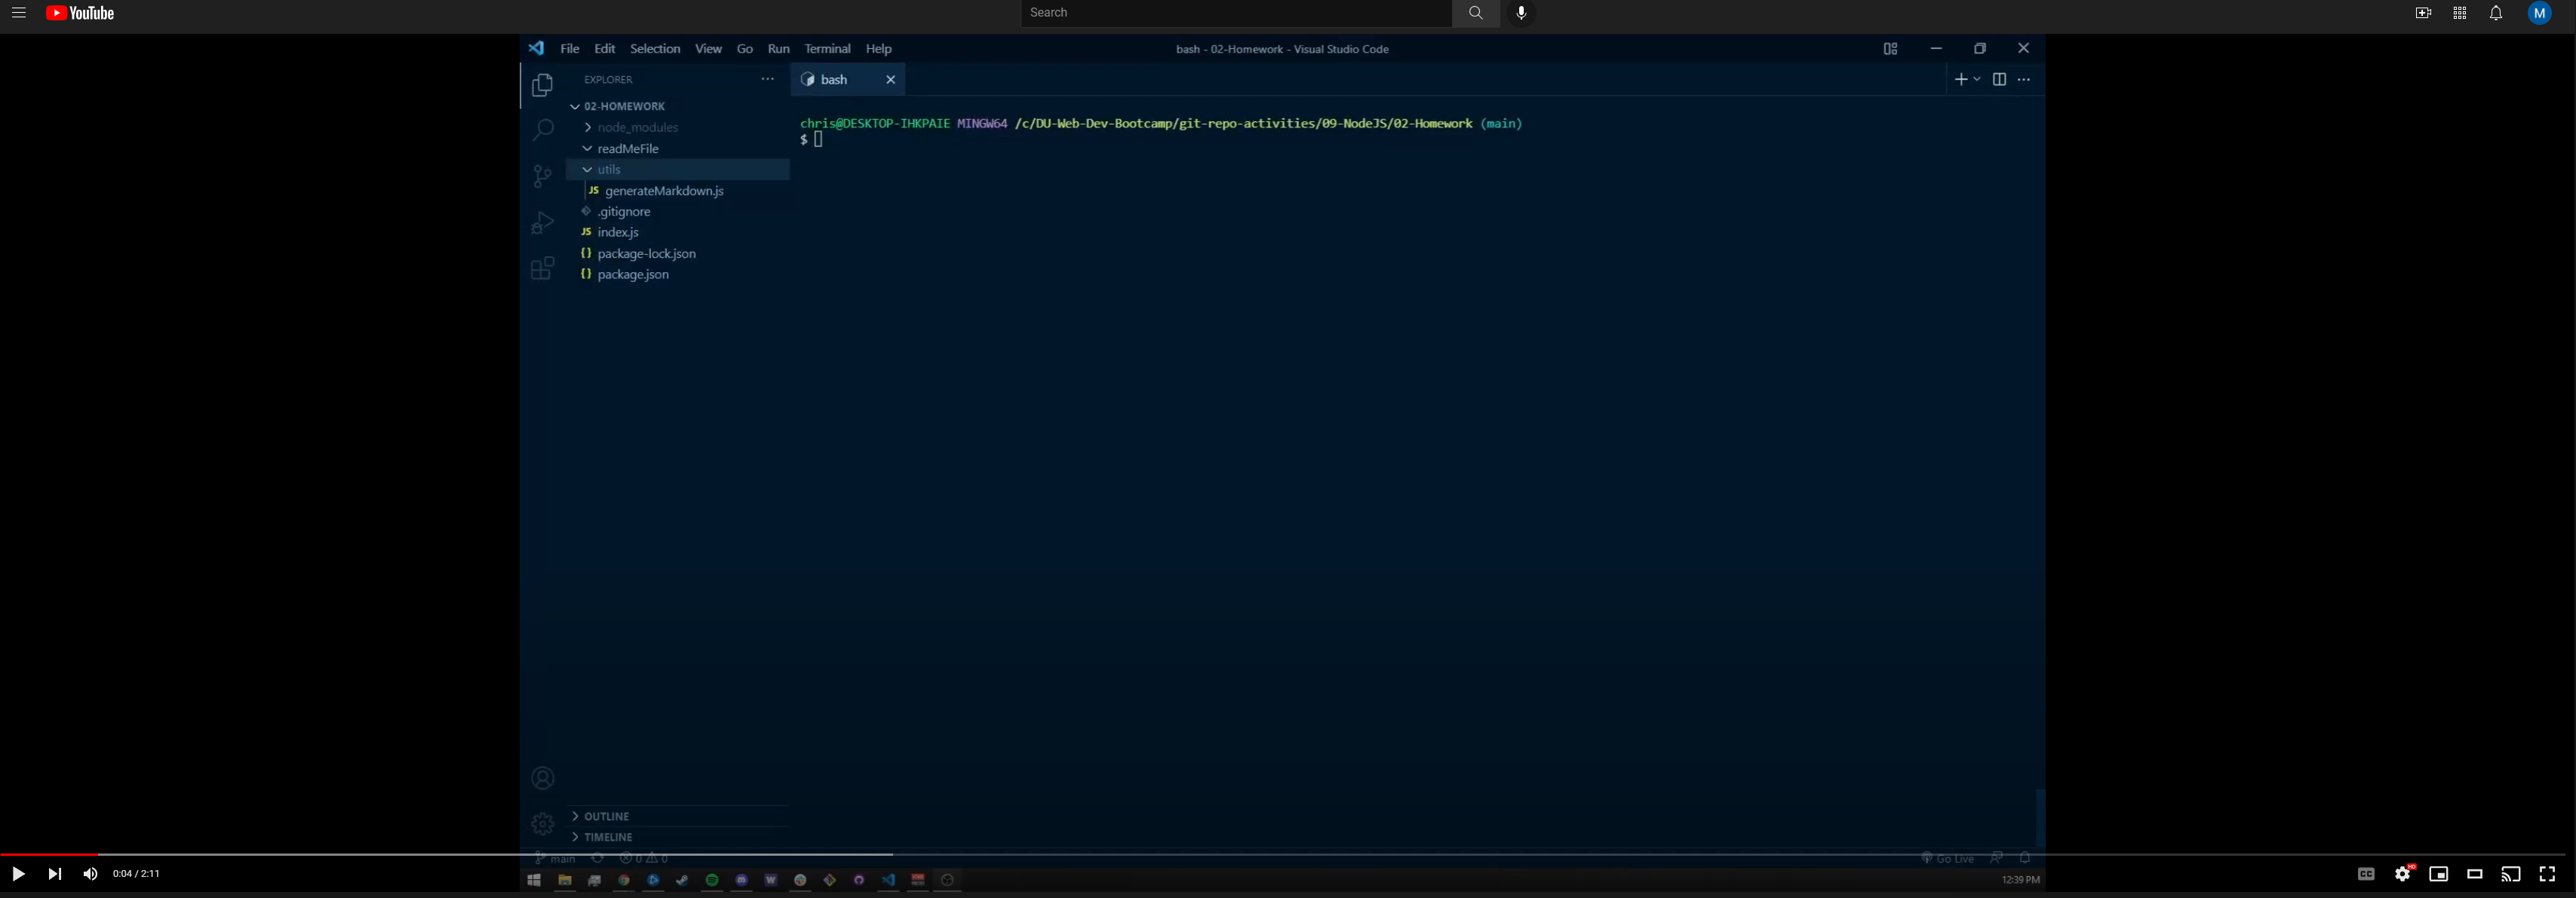 YouTube
Search
M
File Edit Selection View Go Run Terminal Help
bash - 02-Homework - Visual Studio Code
EXPLORER
bash
02-HOMEWORK
node_modules
readMeFile
utils
JS generateMarkdown.js
.gitignore
JS index.js
{} package-lock.json
{} package.json
chris@DESKTOP-IHKPAIE MINGW64 /c/DU-Web-Dev-Bootcamp/git-repo-activities/09-NodeJS/02-Homework (main)
$
OUTLINE
TIMELINE
main 0 0
Go Live
0:04 / 2:11
W
12:39 PM
CC
HD